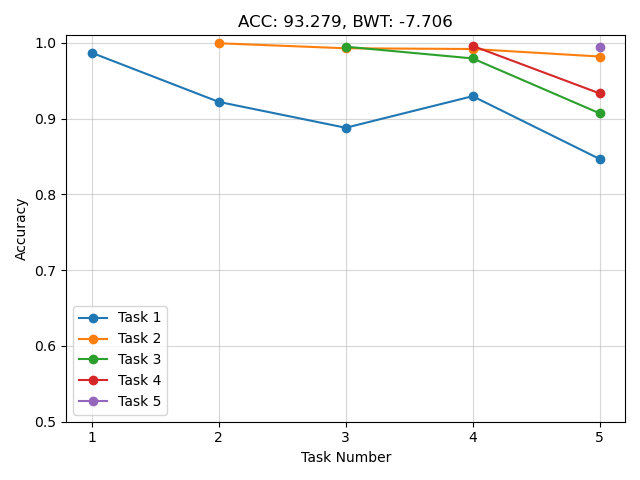 ACC: 93.279, BWT: -7.706
1.0
0.9
0.8
0.7
0.6
0.5
Accuracy
Task 1
Task 2
Task 3
Task 4
Task 5
1 2 3 4 5
Task Number